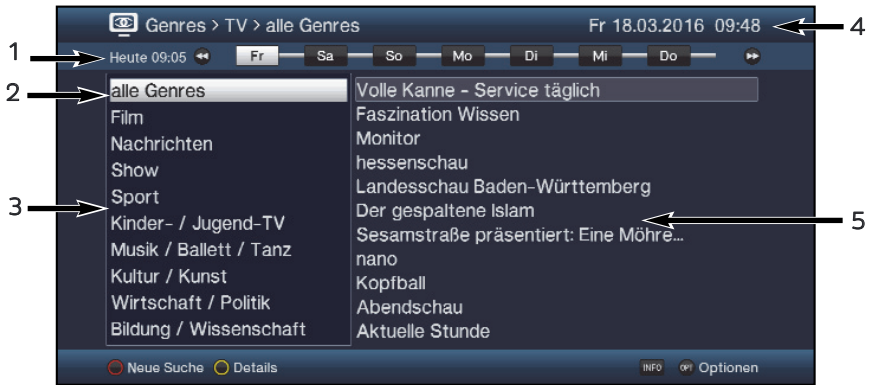 Genres > TV > alle Genres Fr 18.03.2016 09:48 4
1 Heute 09:05 Fr Sa So Mo Di Mi Do
2 alle Genres
Film
Nachrichten
Show
Sport
3 Kinder- / Jugend-TV
Musik / Ballett / Tanz
Kultur / Kunst
Wirtschaft / Politik
Bildung / Wissenschaft
Volle Kanne - Service täglich
Faszination Wissen
Monitor
hessenschau
Landesschau Baden-Württemberg
Der gespaltene Islam 5
Sesamstraße präsentiert: Eine Möhre...
nano
Kopfball
Abendschau
Aktuelle Stunde
Neue Suche Details INFO OPT Optionen